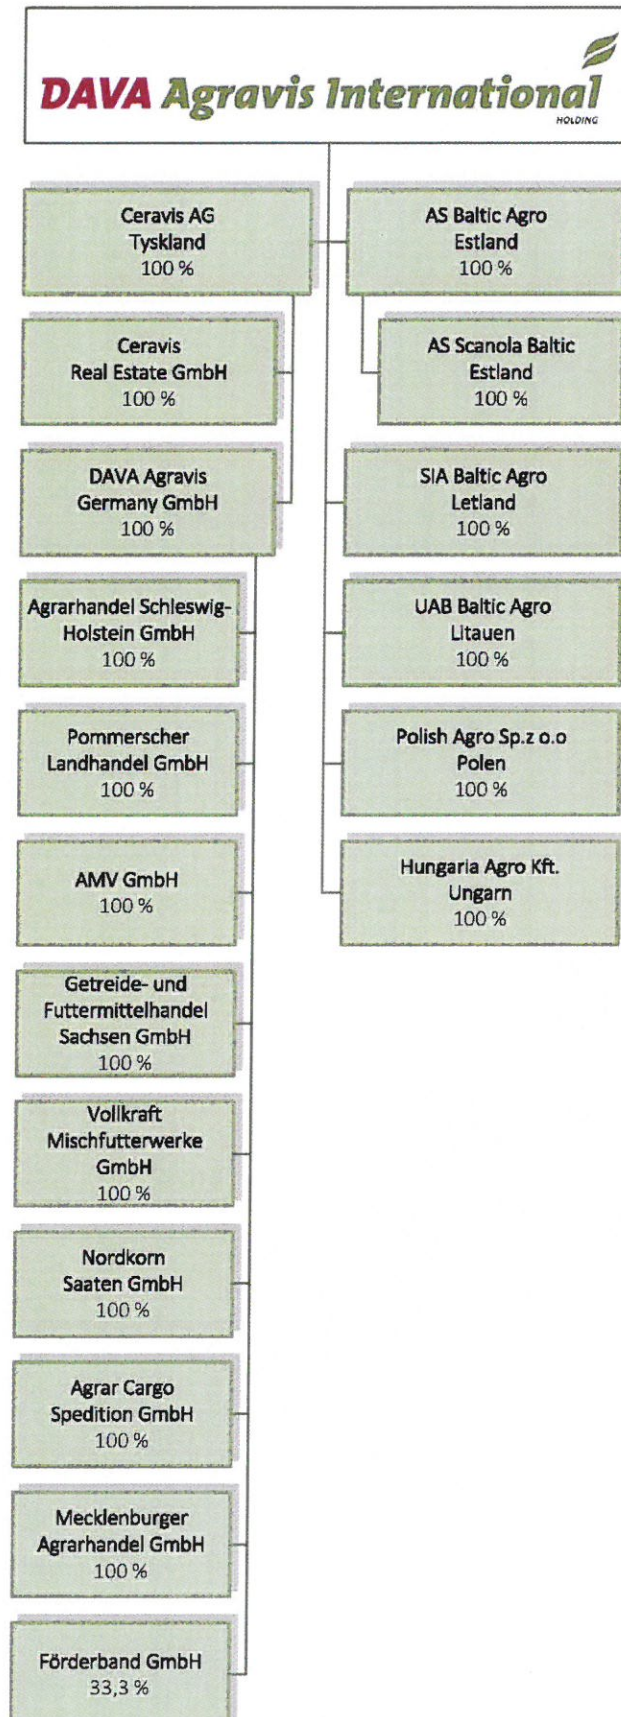 DAVA Agravis International
HOLDING
Ceravis AG
Tyskland
100 %
Ceravis
Real Estate GmbH
100 %
DAVA Agravis
Germany GmbH
100 %
Agrarhandel Schleswig-
Holstein GmbH
100 %
Pommerscher
Landhandel GmbH
100 %
AMV GmbH
100 %
Getreide- und
Futtermittelhandel
Sachsen GmbH
100 %
Vollkraft
Mischfutterwerke
GmbH
100 %
Nordkorn
Saaten GmbH
100 %
Agrar Cargo
Spedition GmbH
100 %
Mecklenburger
Agrarhandel GmbH
100 %
Förderband GmbH
33,3 %
AS Baltic Agro
Estland
100 %
AS Scanola Baltic
Estland
100 %
SIA Baltic Agro
Letland
100 %
UAB Baltic Agro
Litauen
100 %
Polish Agro Sp.z o.o
Polen
100 %
Hungaria Agro Kft.
Ungarn
100 %